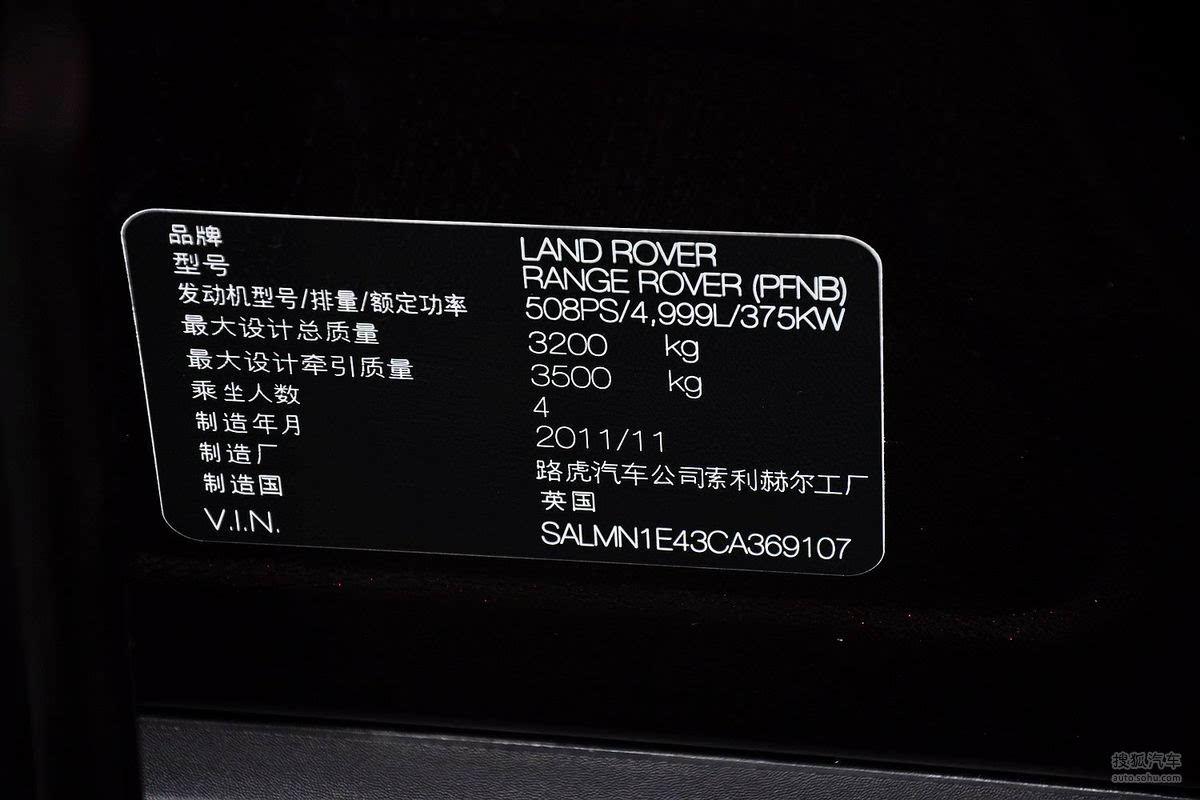 品牌 LAND ROVER
型号 RANGE ROVER (PFNB)
发动机型号/排量/额定功率 508PS/4,999L/375KW
最大设计总质量 3200 kg
最大设计牵引质量 3500 kg
乘坐人数 4
制造年月 2011/11
制造厂 路虎汽车公司索利赫尔工厂
制造国 英国
V.I.N. SALMN1E43CA369107
搜狐汽车
auto.sohu.com